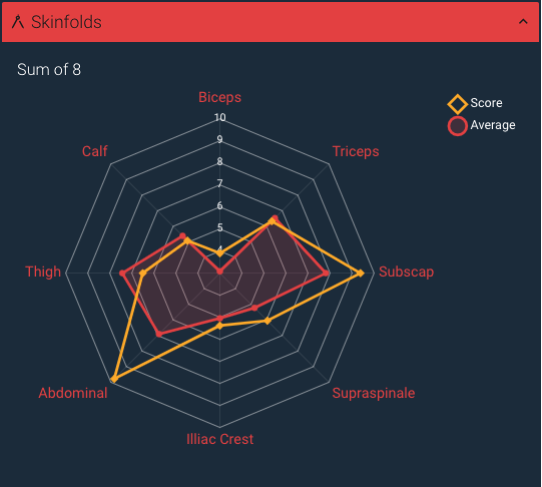 Skinfolds
Sum of 8
Biceps
Score
Average
10
9
8
7
6
5
4
Calf
Triceps
Thigh
Subscap
Abdominal
Supraspinale
Illiac Crest